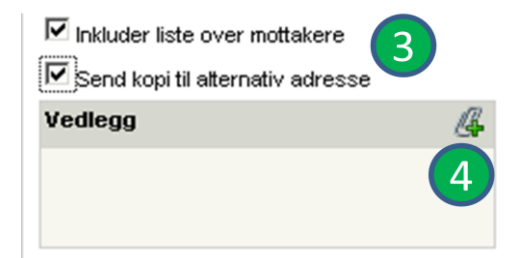 Inkluder liste over mottakere
3
Send kopi til alternativ adresse
Vedlegg
4